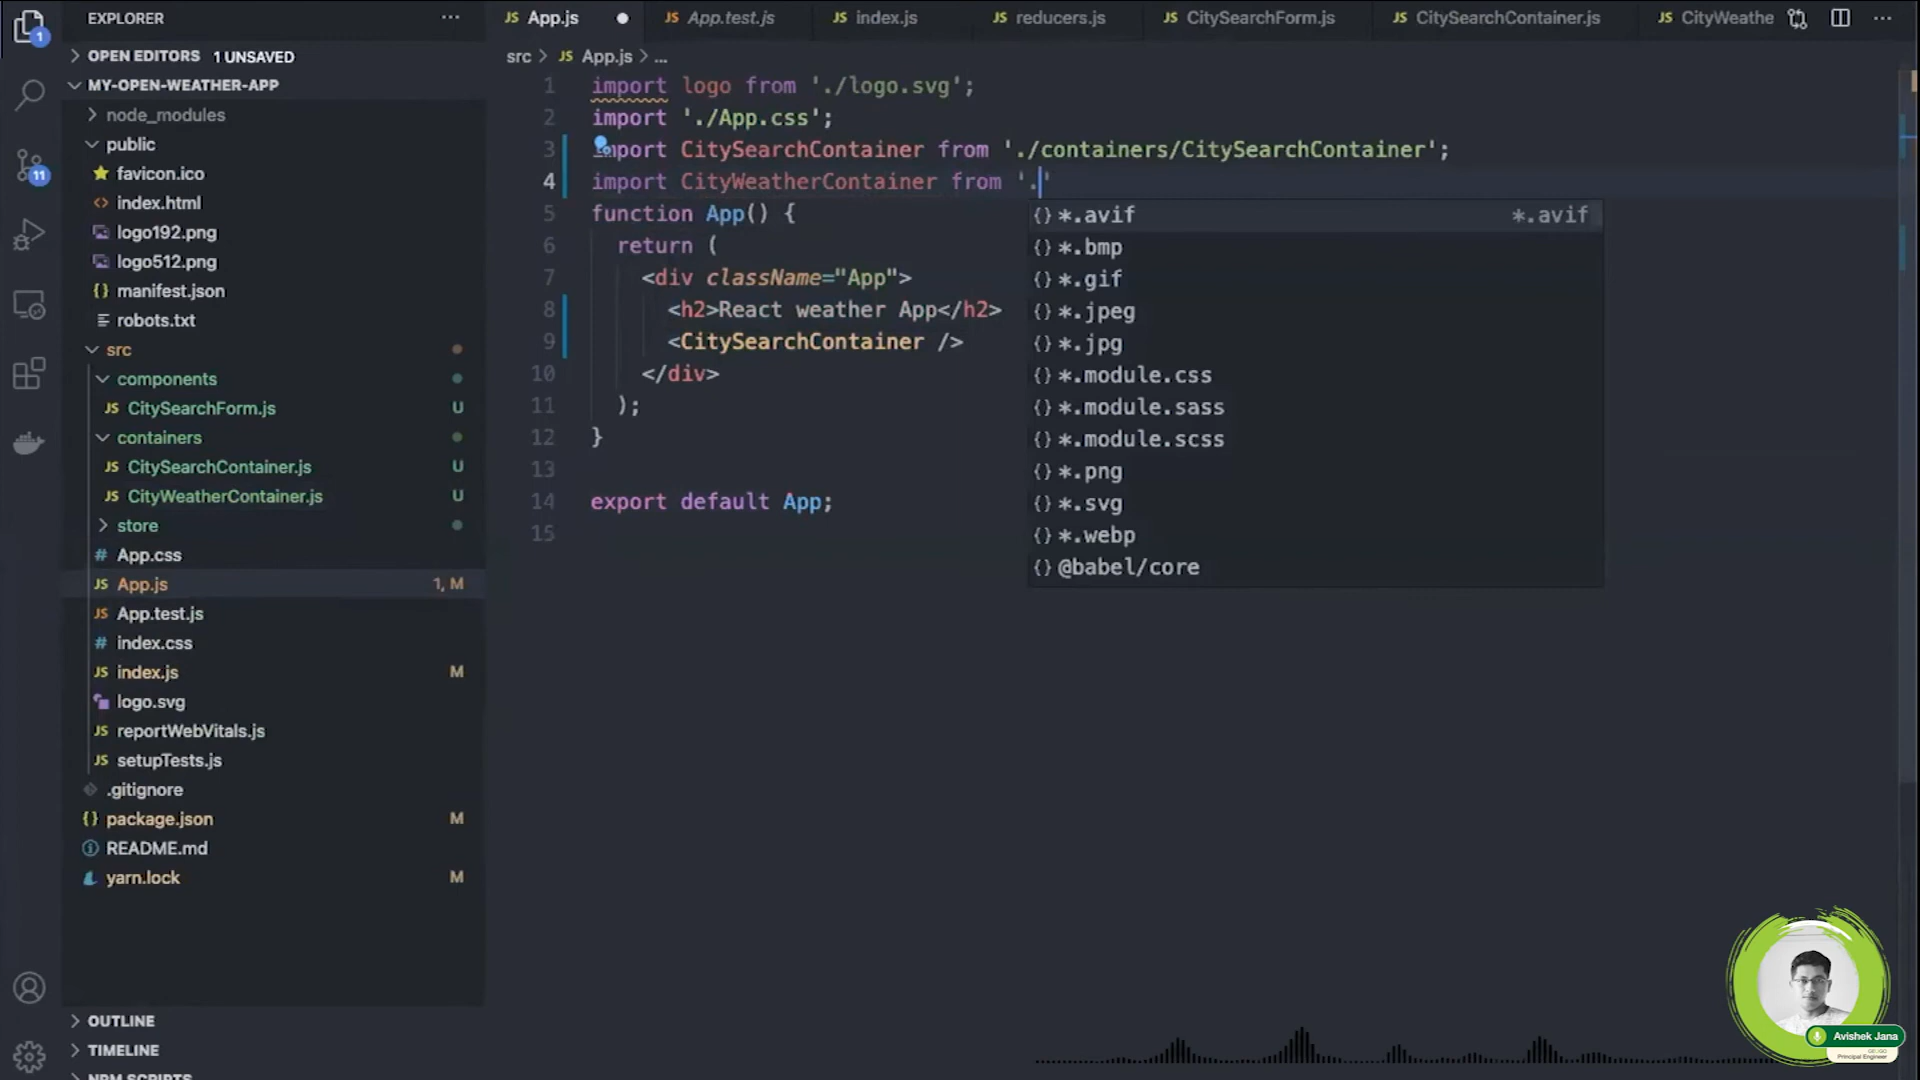 EXPLORER
App.js
App.test.js
index.js
reducers.js
CitySearchForm.js
CitySearchContainer.js
CityWeathe
OPEN EDITORS 1 UNSAVED
MY-OPEN-WEATHER-APP
node_modules
public
favicon.ico
index.html
logo192.png
logo512.png
manifest.json
robots.txt
src
components
CitySearchForm.js U
containers
CitySearchContainer.js U
CityWeatherContainer.js U
store
App.css
App.js 1, M
App.test.js
index.css
index.js M
logo.svg
reportWebVitals.js
setupTests.js
.gitignore
package.json M
README.md
yarn.lock M
OUTLINE
TIMELINE
NPM SCRIPTS
1
11
src > JS App.js > ...
1 import logo from './logo.svg';
2 import './App.css';
3 import CitySearchContainer from './containers/CitySearchContainer';
4 import CityWeatherContainer from '.'
5 function App() {
6 return (
7 <div className="App">
8 <h2>React weather App</h2>
9 <CitySearchContainer />
10 </div>
11 );
12 }
13
14 export default App;
15
{} *.avif *.avif
{} *.bmp
{} *.gif
{} *.jpeg
{} *.jpg
{} *.module.css
{} *.module.sass
{} *.module.scss
{} *.png
{} *.svg
{} *.webp
{} @babel/core
Avishek Jana
Principal Engineer